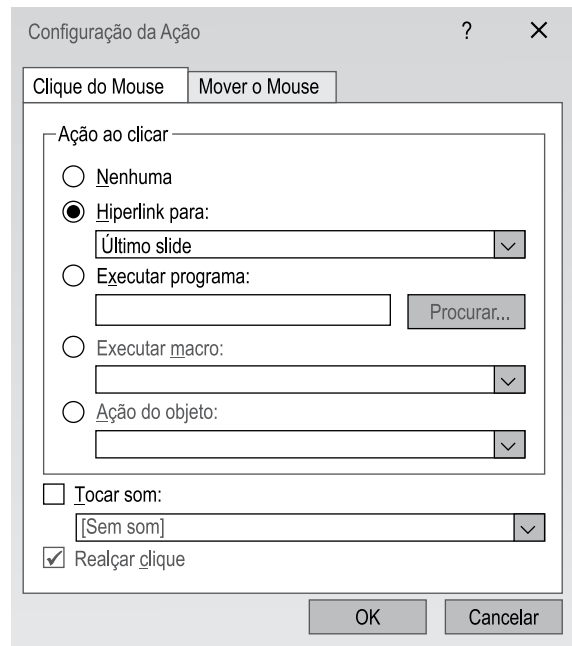 Configuração da Ação ? ×
Clique do Mouse Mover o Mouse
Ação ao clicar
Nenhuma
Hiperlink para:
Último slide
Executar programa:
Procurar...
Executar macro:
Ação do objeto:
Tocar som:
[Sem som]
Realçar clique
OK Cancelar